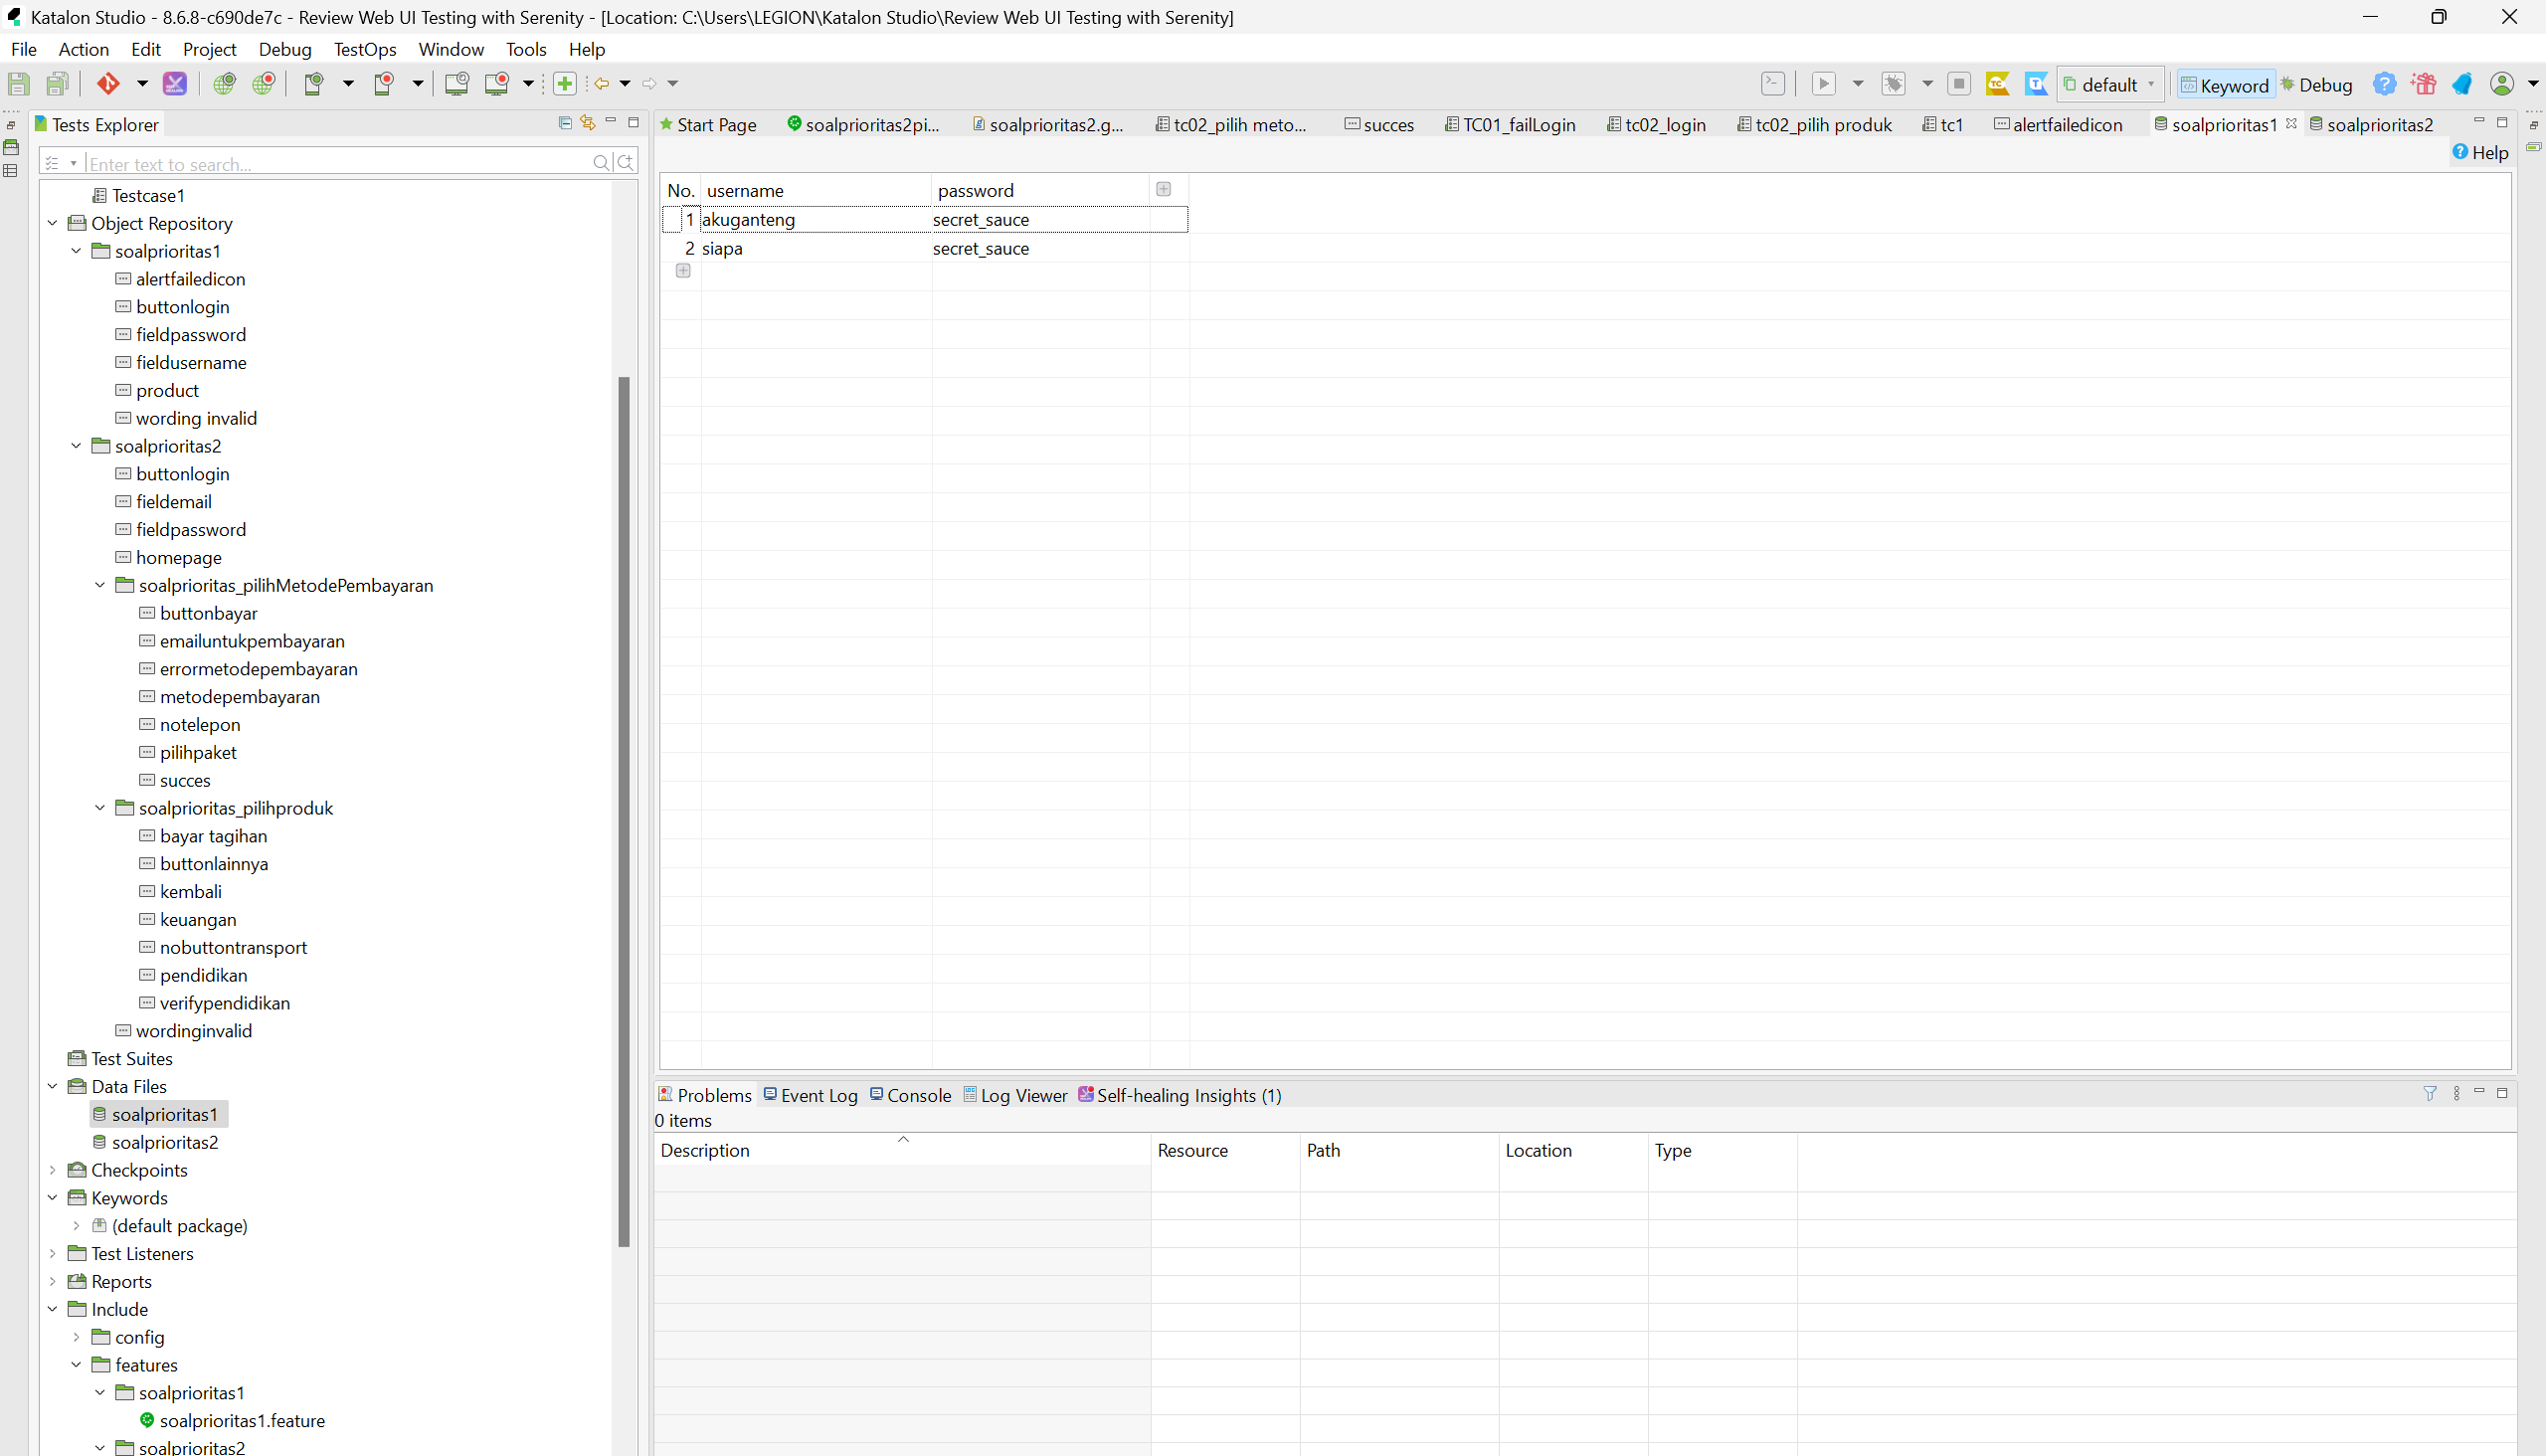 Katalon Studio - 8.6.8-c690de7c - Review Web UI Testing with Serenity - [Location: C:\Users\LEGION\Katalon Studio\Review Web UI Testing with Serenity]
File Action Edit Project Debug TestOps Window Tools Help
default Keyword Debug
Tests Explorer
Enter text to search...
Testcase1
Object Repository
soalprioritas1
alertfailedicon
buttonlogin
fieldpassword
fieldusername
product
wording invalid
soalprioritas2
buttonlogin
fieldemail
fieldpassword
homepage
soalprioritas_pilihMetodePembayaran
buttonbayar
emailuntukpembayaran
errormetodepembayaran
metodepembayaran
notelepon
pilihpaket
succes
soalprioritas_pilihproduk
bayar tagihan
buttonlainnya
kembali
keuangan
nobuttontransport
pendidikan
verifypendidikan
wordinginvalid
Test Suites
Data Files
soalprioritas1
soalprioritas2
Checkpoints
Keywords
(default package)
Test Listeners
Reports
Include
config
features
soalprioritas1
soalprioritas1.feature
soalprioritas2
Start Page soalprioritas2pi... soalprioritas2.g... tc02_pilih meto... succes TC01_failLogin tc02_login tc02_pilih produk tc1 alertfailedicon soalprioritas1 soalprioritas2
Help
No. username password
1 akuganteng secret_sauce
2 siapa secret_sauce
Problems Event Log Console Log Viewer Self-healing Insights (1)
0 items
Description Resource Path Location Type